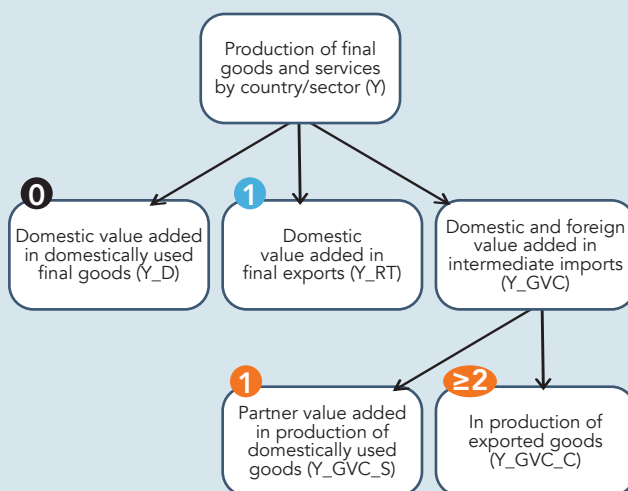 Production of final
goods and services
by country/sector (Y)
0
Domestic value added
in domestically used
final goods (Y_D)
1
Domestic
value added in
final exports (Y_RT)
Domestic and foreign
value added in
intermediate imports
(Y_GVC)
1
Partner value added
in production of
domestically used
goods (Y_GVC_S)
≥2
In production of
exported goods
(Y_GVC_C)